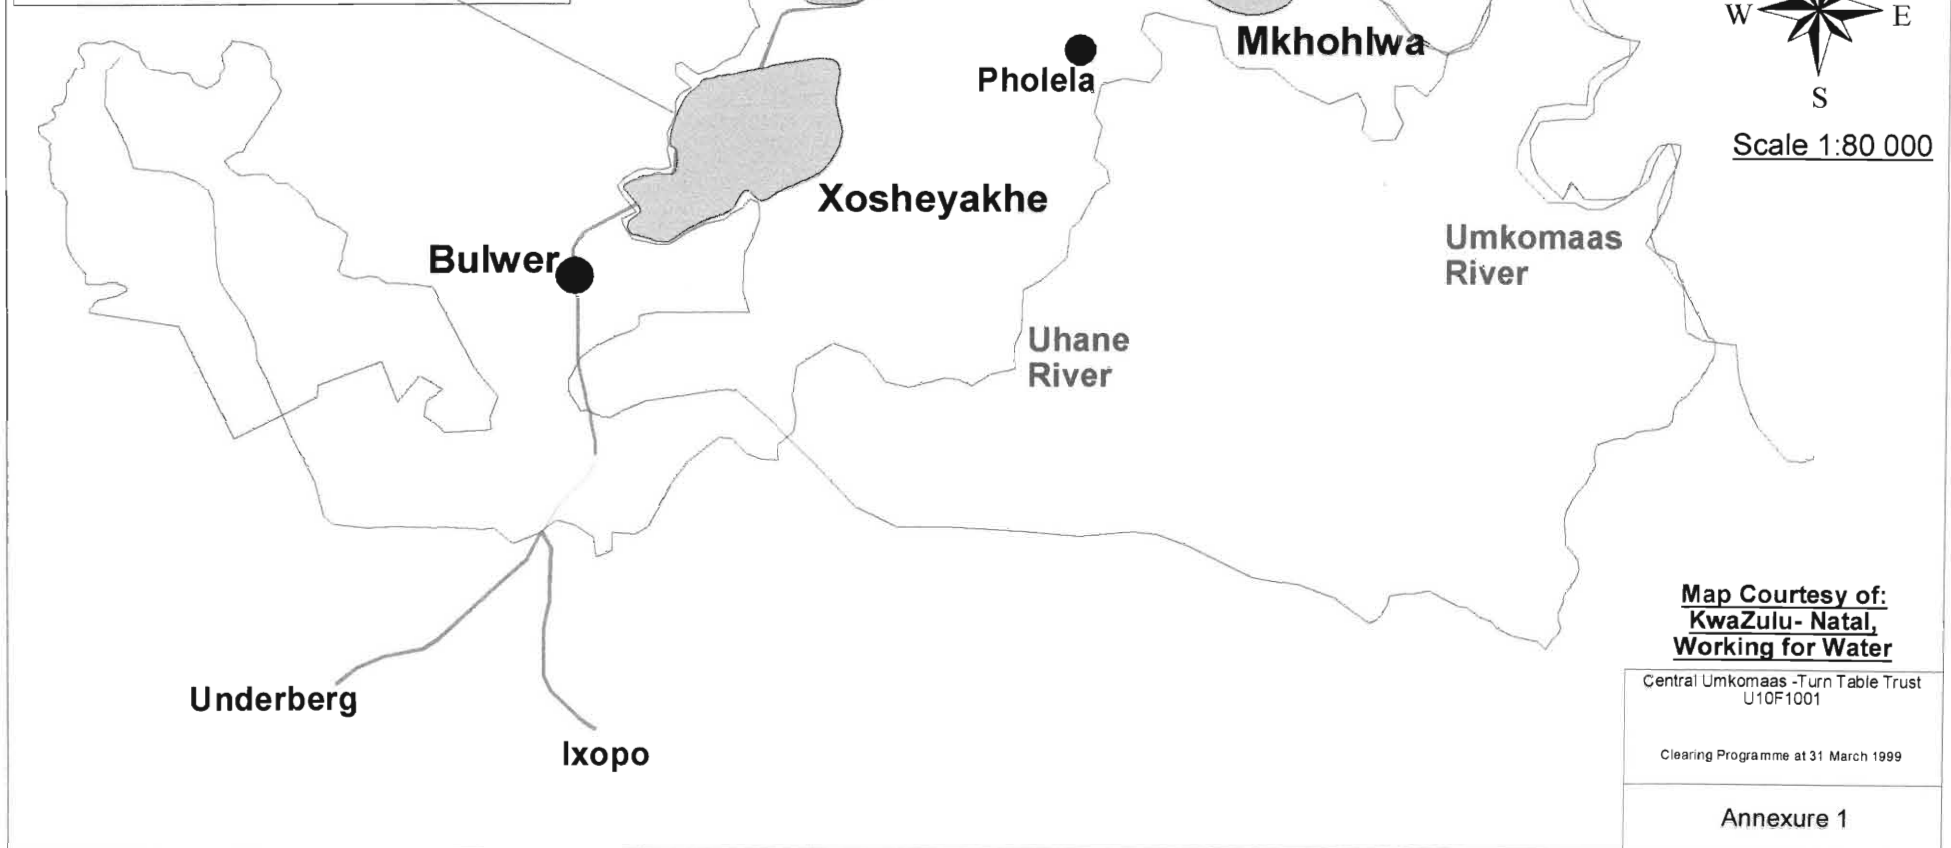 W E
Mkhohlwa
Pholela
S
Scale 1:80 000
Xosheyakhe
Umkomaas
River
Bulwer
Uhane
River
Map Courtesy of:
KwaZulu- Natal,
Working for Water
Central Umkomaas -Turn Table Trust
U10F1001
Underberg
Ixopo
Clearing Programme at 31 March 1999
Annexure 1